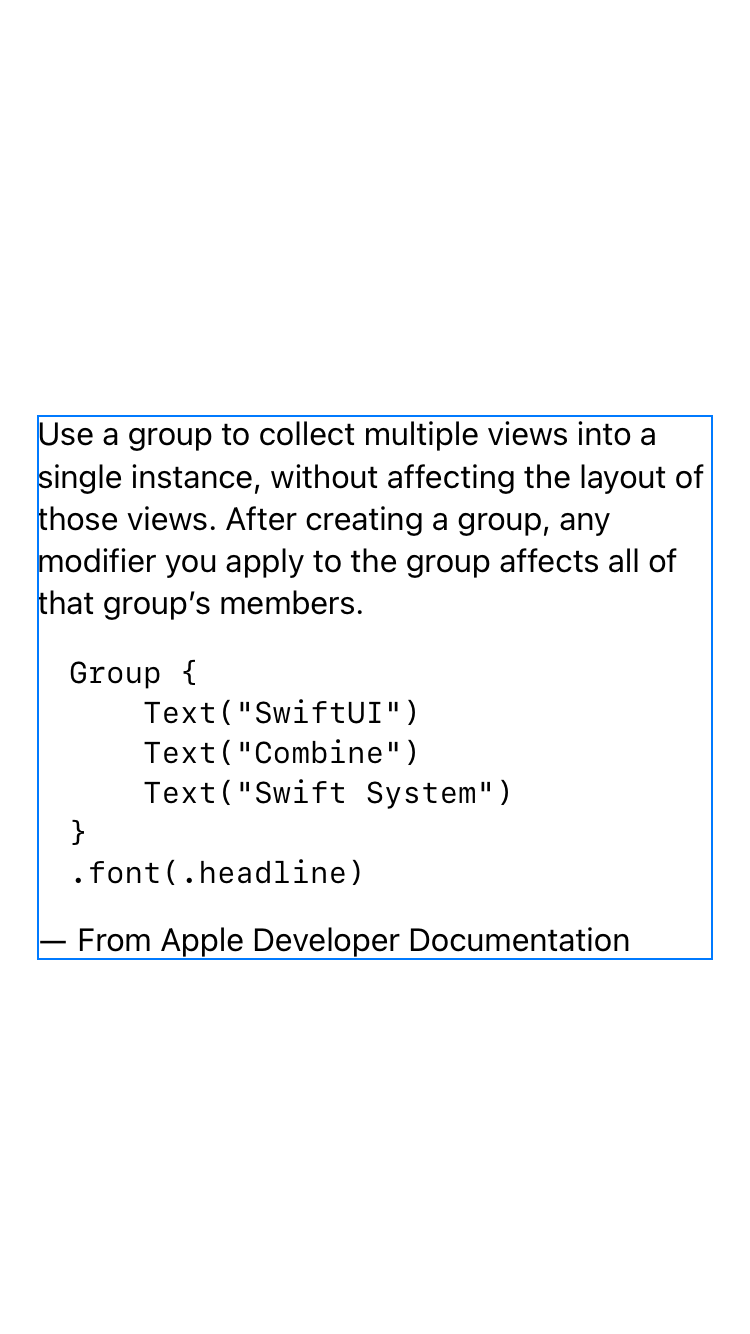 Use a group to collect multiple views into a
single instance, without affecting the layout of
those views. After creating a group, any
modifier you apply to the group affects all of
that group’s members.
Group {
    Text("SwiftUI")
    Text("Combine")
    Text("Swift System")
}
.font(.headline)
— From Apple Developer Documentation